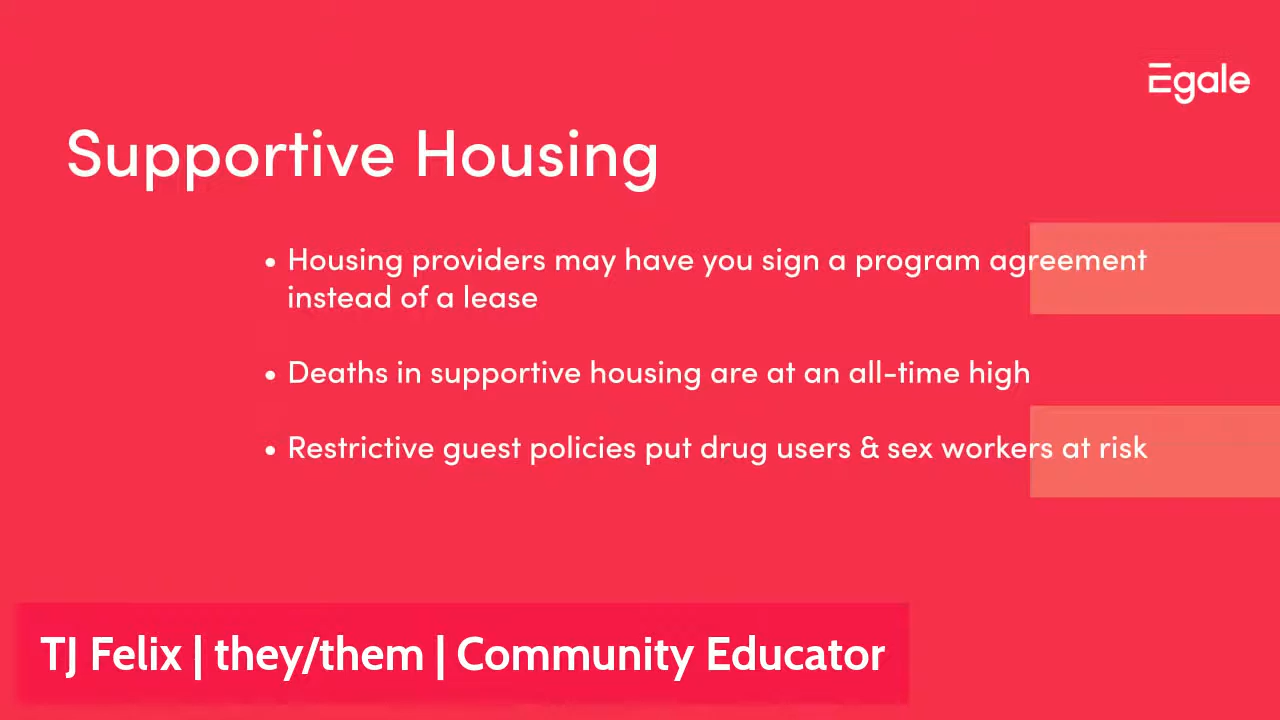 Egale
Supportive Housing
• Housing providers may have you sign a program agreement
instead of a lease
• Deaths in supportive housing are at an all-time high
• Restrictive guest policies put drug users & sex workers at risk
TJ Felix | they/them | Community Educator